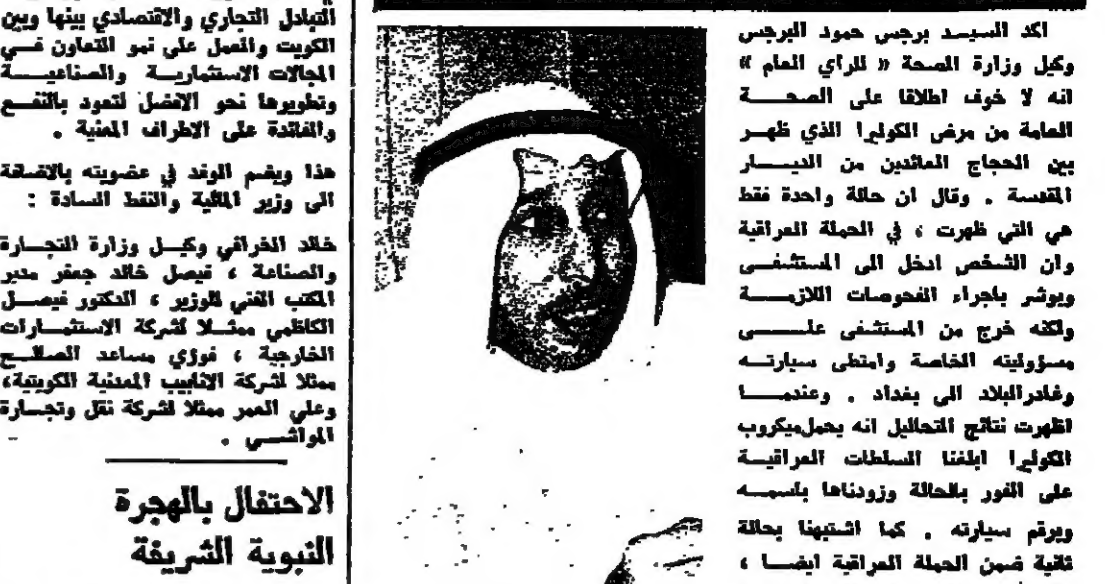 اكد السيد برجس حمود البرجس
وكيل وزارة الصحة « للراي العام »
انه لا خوف اطلاقا على الصحة
العامة من مرض الكوليرا الذي ظهر
بين الحجاج العائدين من الديار
المقدسة . وقال ان حالة واحدة فقط
هي التي ظهرت ، في الحملة العراقية
وان الشخص ادخل الى المستشفى
ويوشر باجراء الفحوصات اللازمة
ولكنه خرج من المستشفى على
مسؤوليته الخاصة وامتطى سيارته
وغادرالبلاد الى بغداد . وعندما
اظهرت نتائج التحاليل انه يحملميكروب
الكوليرا ابلغنا السلطات العراقية
على الفور بالحالة وزودناها باسمه
وبرقم سيارته . كما اشتبهنا بحالة
ثانية ضمن الحملة العراقية ايضا ،
التبادل التجاري والاقتصادي بينها وبين
الكويت والعمل على نمو التعاون في
المجالات الاستثمارية والصناعية
وتطويرها نحو الافضل لتعود بالنفع
والفائدة على الاطراف المعنية .
هذا ويضم الوفد في عضويته بالاضافة
الى وزير المالية والنفط السادة :
خالد الخرافي وكيل وزارة التجارة
والصناعة ، فيصل خالد جعفر مدير
المكتب الفني للوزير ، الدكتور فيصل
الكاظمي ممثلا لشركة الاستثمارات
الخارجية ، فوزي مساعد الصالح
ممثلا لشركة الانابيب المعدنية الكويتية،
وعلي العمر ممثلا لشركة نقل وتجارة
المواشي .
الاحتفال بالهجرة
النبوية الشريفة